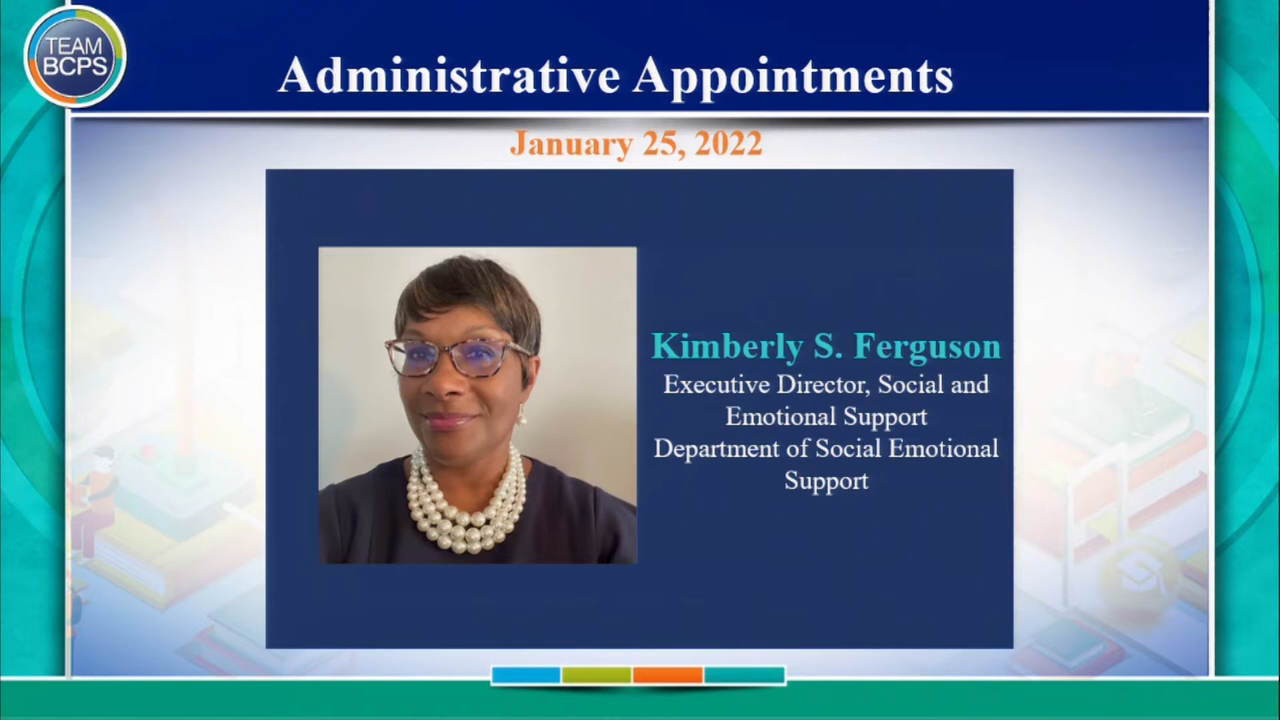 TEAM
BCPS
Administrative Appointments
January 25, 2022
Kimberly S. Ferguson
Executive Director, Social and
Emotional Support
Department of Social Emotional
Support